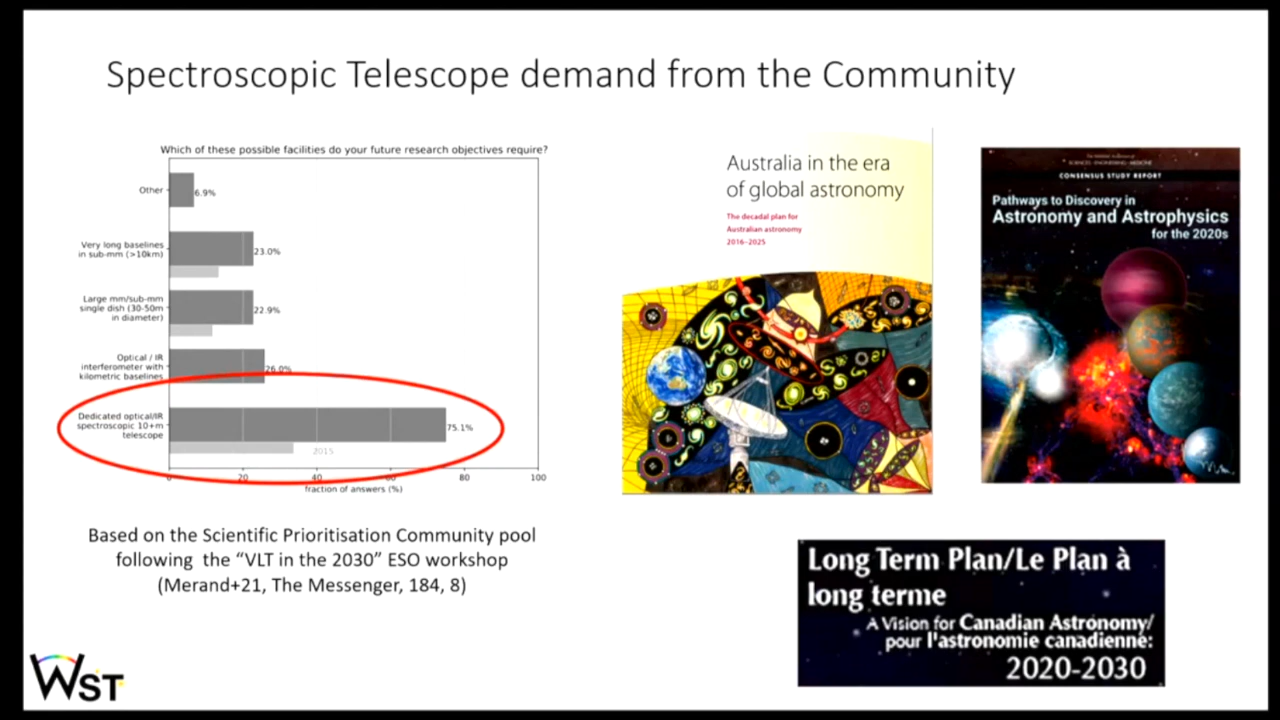 Spectroscopic Telescope demand from the Community
Which of these possible facilities do your future research objectives require?
Other
6.9%
Very long baselines
in sub-mm (>10km)
23.0%
Large mm/sub-mm
single dish (30-50m
in diameter)
22.9%
Optical / IR
interferometer with
kilometric baselines
26.0%
Dedicated optical/IR
spectroscopic 10+m
telescope
75.1%
2015
0 20 40 60 80 100
fraction of answers (%)
Based on the Scientific Prioritisation Community pool
following the “VLT in the 2030” ESO workshop
(Merand+21, The Messenger, 184, 8)
WST
Australia in the era
of global astronomy
The decadal plan for
Australian astronomy
2016–2025
SCIENCES · ENGINEERING · MEDICINE
CONSENSUS STUDY REPORT
Pathways to Discovery in
Astronomy and Astrophysics
for the 2020s
Long Term Plan/Le Plan à
long terme
A Vision for Canadian Astronomy/
pour l'astronomie canadienne:
2020-2030